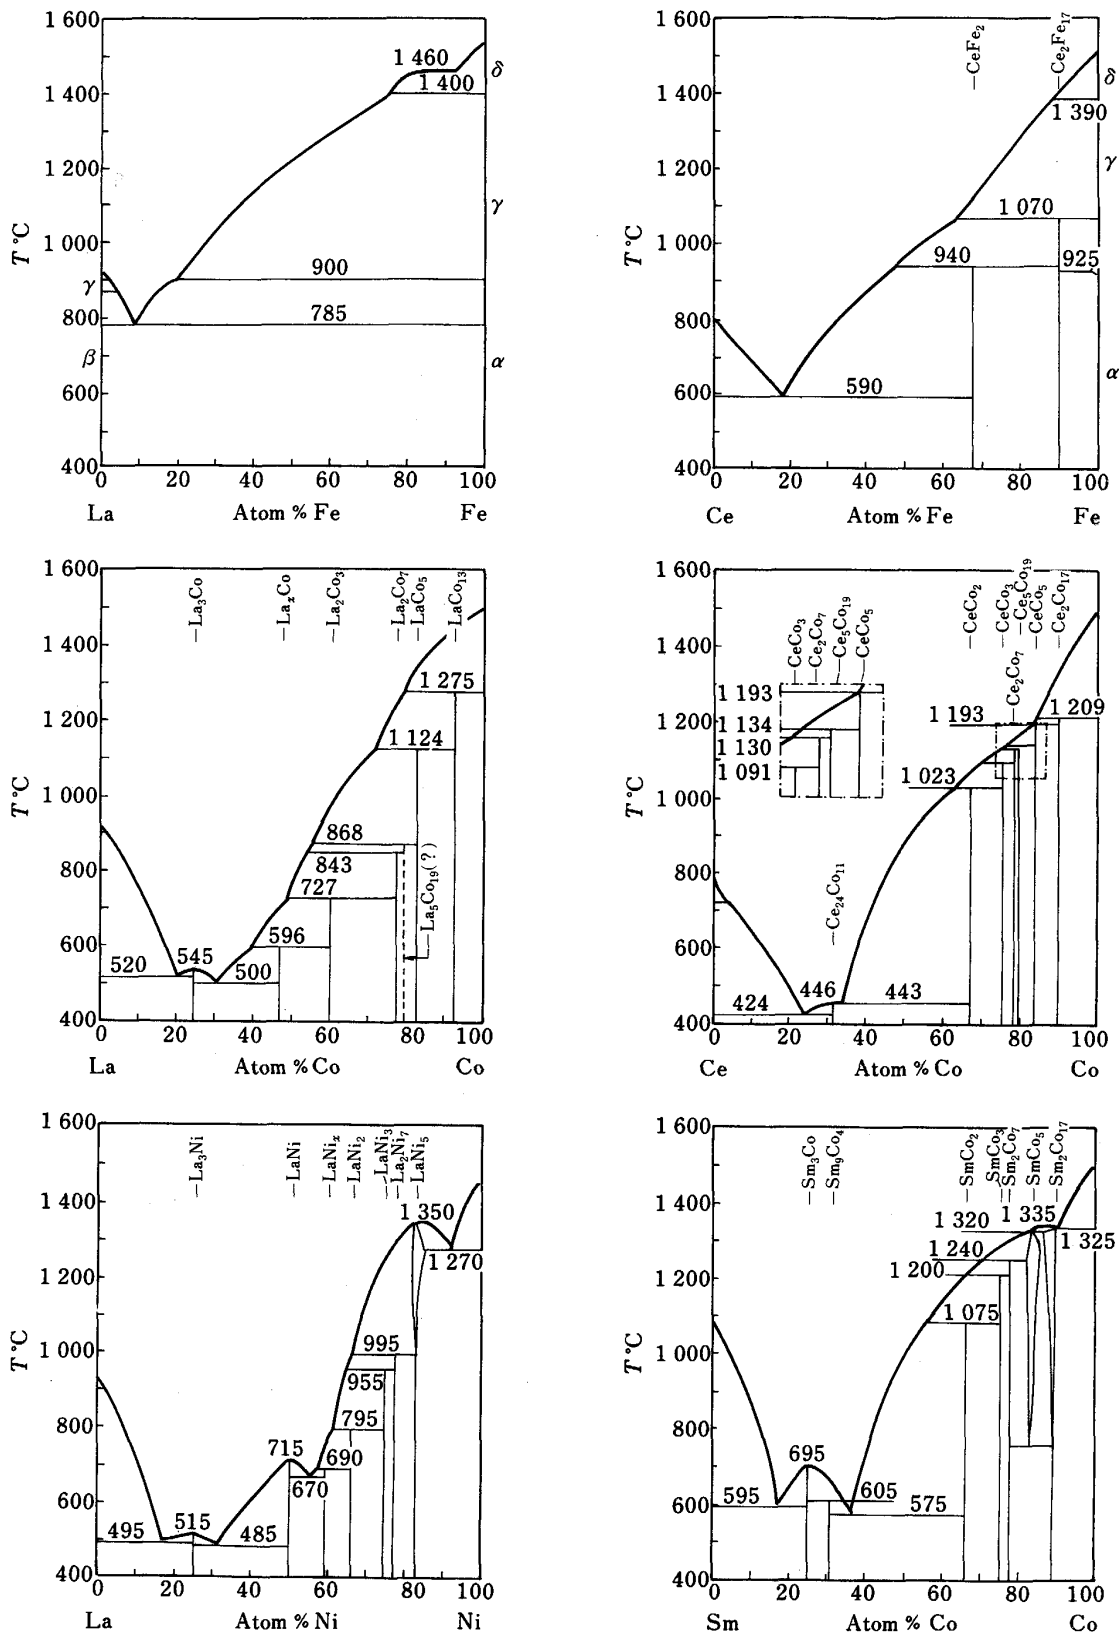 1 600
1 400
1 200
1 000
800
600
400
T °C
1 460
1 400
900
785
δ
γ
α
γ
β
0 20 40 60 80 100
La Atom % Fe Fe
1 600
1 400
1 200
1 000
800
600
400
T °C
—CeFe2
—Ce2Fe17
1 390
1 070
940
925
590
δ
γ
α
0 20 40 60 80 100
Ce Atom % Fe Fe
1 600
1 400
1 200
1 000
800
600
400
T °C
—La3Co
—LaxCo
—La2Co3
—La2Co7
—LaCo5
—LaCo13
1 275
1 124
868
843
727
596
520
545
500
—La5Co19(?)
0 20 40 60 80 100
La Atom % Co Co
1 600
1 400
1 200
1 000
800
600
400
T °C
—CeCo2
—CeCo3
—Ce5Co19
—CeCo5
—Ce2Co17
—Ce2Co7
—CeCo3
—Ce2Co7
—Ce5Co19
—CeCo5
1 193
1 134
1 130
1 091
1 193
1 209
1 023
—Ce24Co11
446
443
424
0 20 40 60 80 100
Ce Atom % Co Co
1 600
1 400
1 200
1 000
800
600
400
T °C
—La3Ni
—LaNi
—LaNix
—LaNi2
—LaNi3
—La2Ni7
—LaNi5
1 350
1 270
995
955
795
715
690
670
495
515
485
0 20 40 60 80 100
La Atom % Ni Ni
1 600
1 400
1 200
1 000
800
600
400
T °C
—Sm3Co
—Sm9Co4
—SmCo2
SmCo3
—Sm2Co7
—SmCo5
—Sm2Co17
1 320
1 335
1 325
1 240
1 200
1 075
695
605
595
575
0 20 40 60 80 100
Sm Atom % Co Co